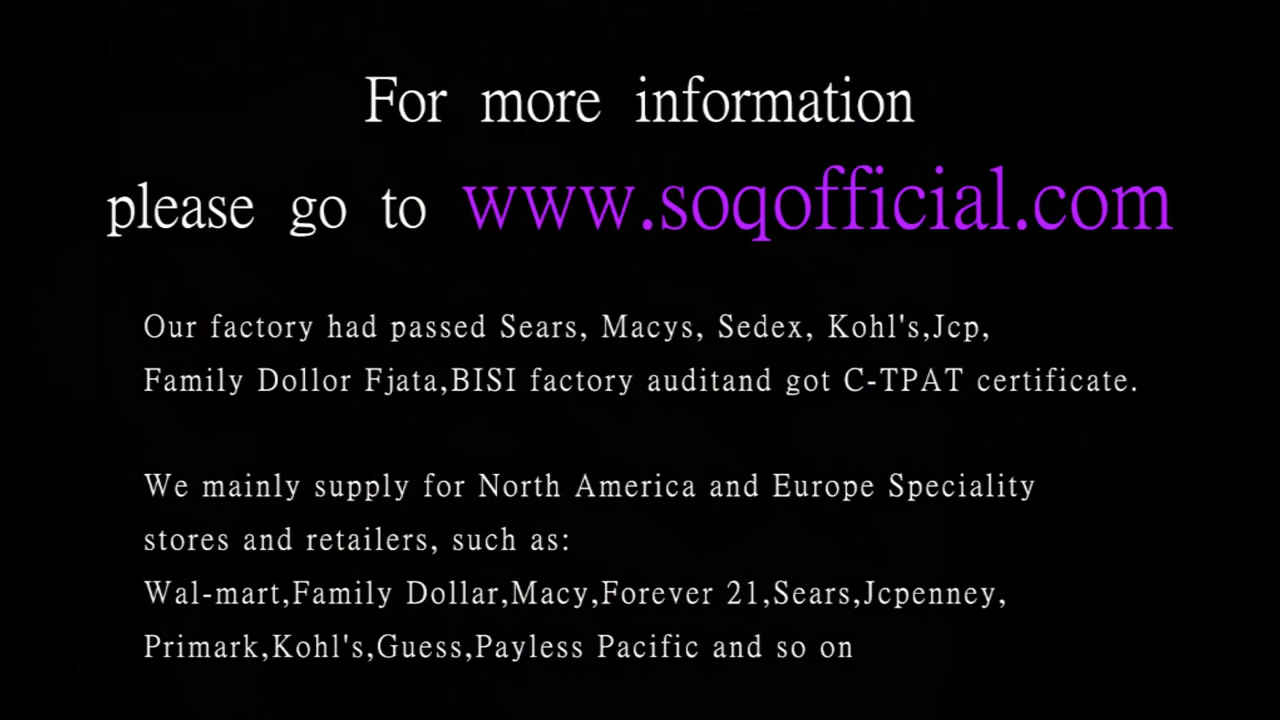 For more information
please go to www.soqofficial.com
Our factory had passed Sears, Macys, Sedex, Kohl's,Jcp,
Family Dollor Fjata,BISI factory auditand got C-TPAT certificate.
We mainly supply for North America and Europe Speciality
stores and retailers, such as:
Wal-mart,Family Dollar,Macy,Forever 21,Sears,Jcpenney,
Primark,Kohl's,Guess,Payless Pacific and so on